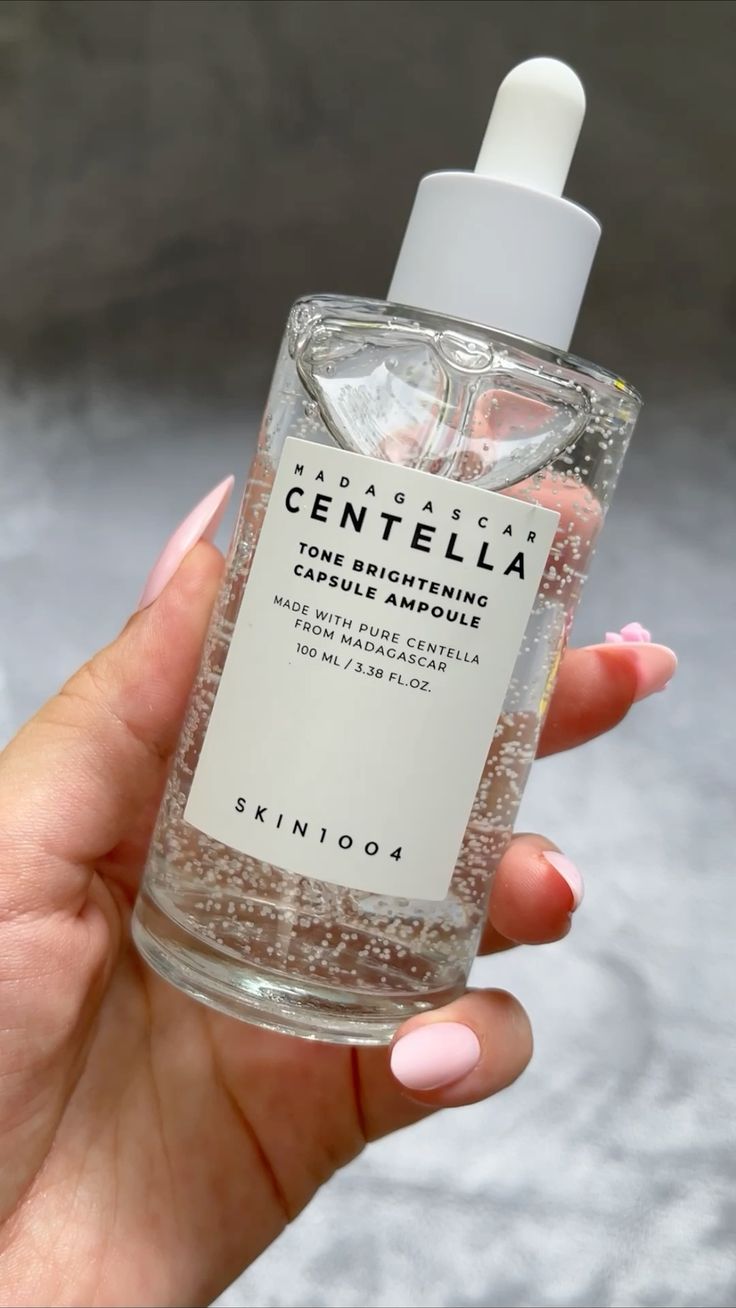 MADAGASCAR
CENTELLA
TONE BRIGHTENING
CAPSULE AMPOULE
MADE WITH PURE CENTELLA
FROM MADAGASCAR
100 ML / 3.38 FL.OZ.
SKIN1004